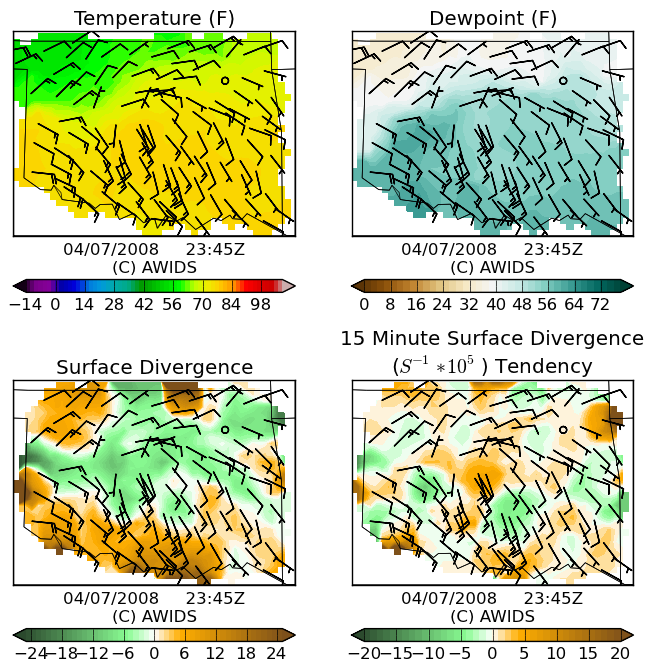 Temperature (F)
Dewpoint (F)
04/07/2008 23:45Z
(C) AWIDS
04/07/2008 23:45Z
(C) AWIDS
−14 0 14 28 42 56 70 84 98
0 8 16 24 32 40 48 56 64 72
Surface Divergence
15 Minute Surface Divergence
(S⁻¹ *10⁵ ) Tendency
04/07/2008 23:45Z
(C) AWIDS
04/07/2008 23:45Z
(C) AWIDS
−24−18−12 −6 0 6 12 18 24
−20−15−10 −5 0 5 10 15 20